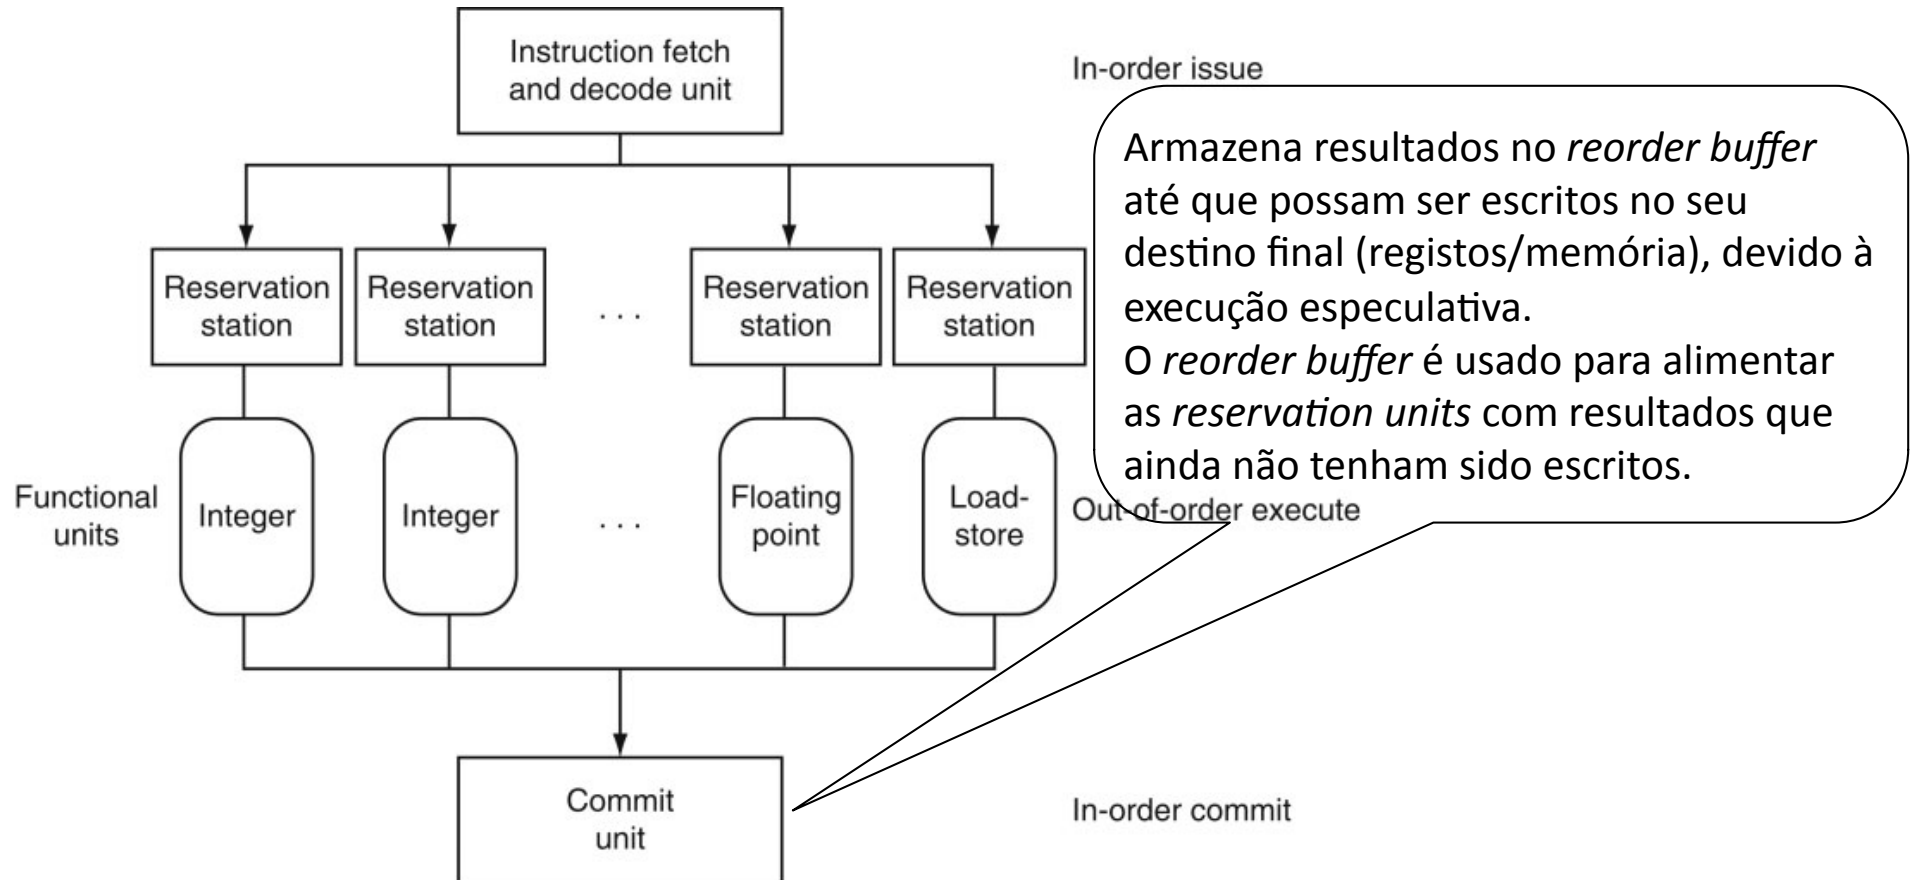 Instruction fetch
and decode unit
In-order issue
Armazena resultados no reorder buffer
até que possam ser escritos no seu
destino final (registos/memória), devido à
execução especulativa.
O reorder buffer é usado para alimentar
as reservation units com resultados que
ainda não tenham sido escritos.
Reservation
station
Reservation
station
. . .
Reservation
station
Reservation
station
Functional
units
Integer
Integer
. . .
Floating
point
Load-
store
Out-of-order execute
Commit
unit
In-order commit